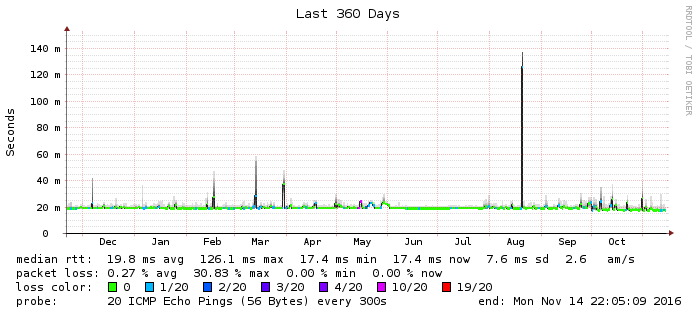 Last 360 Days
RRDTOOL / TOBI OETIKER
Seconds
140 m
120 m
100 m
80 m
60 m
40 m
20 m
0
Dec Jan Feb Mar Apr May Jun Jul Aug Sep Oct
median rtt: 19.8 ms avg 126.1 ms max 17.4 ms min 17.4 ms now 7.6 ms sd 2.6 am/s
packet loss: 0.27 % avg 30.83 % max 0.00 % min 0.00 % now
loss color: 0 1/20 2/20 3/20 4/20 10/20 19/20
probe: 20 ICMP Echo Pings (56 Bytes) every 300s end: Mon Nov 14 22:05:09 2016